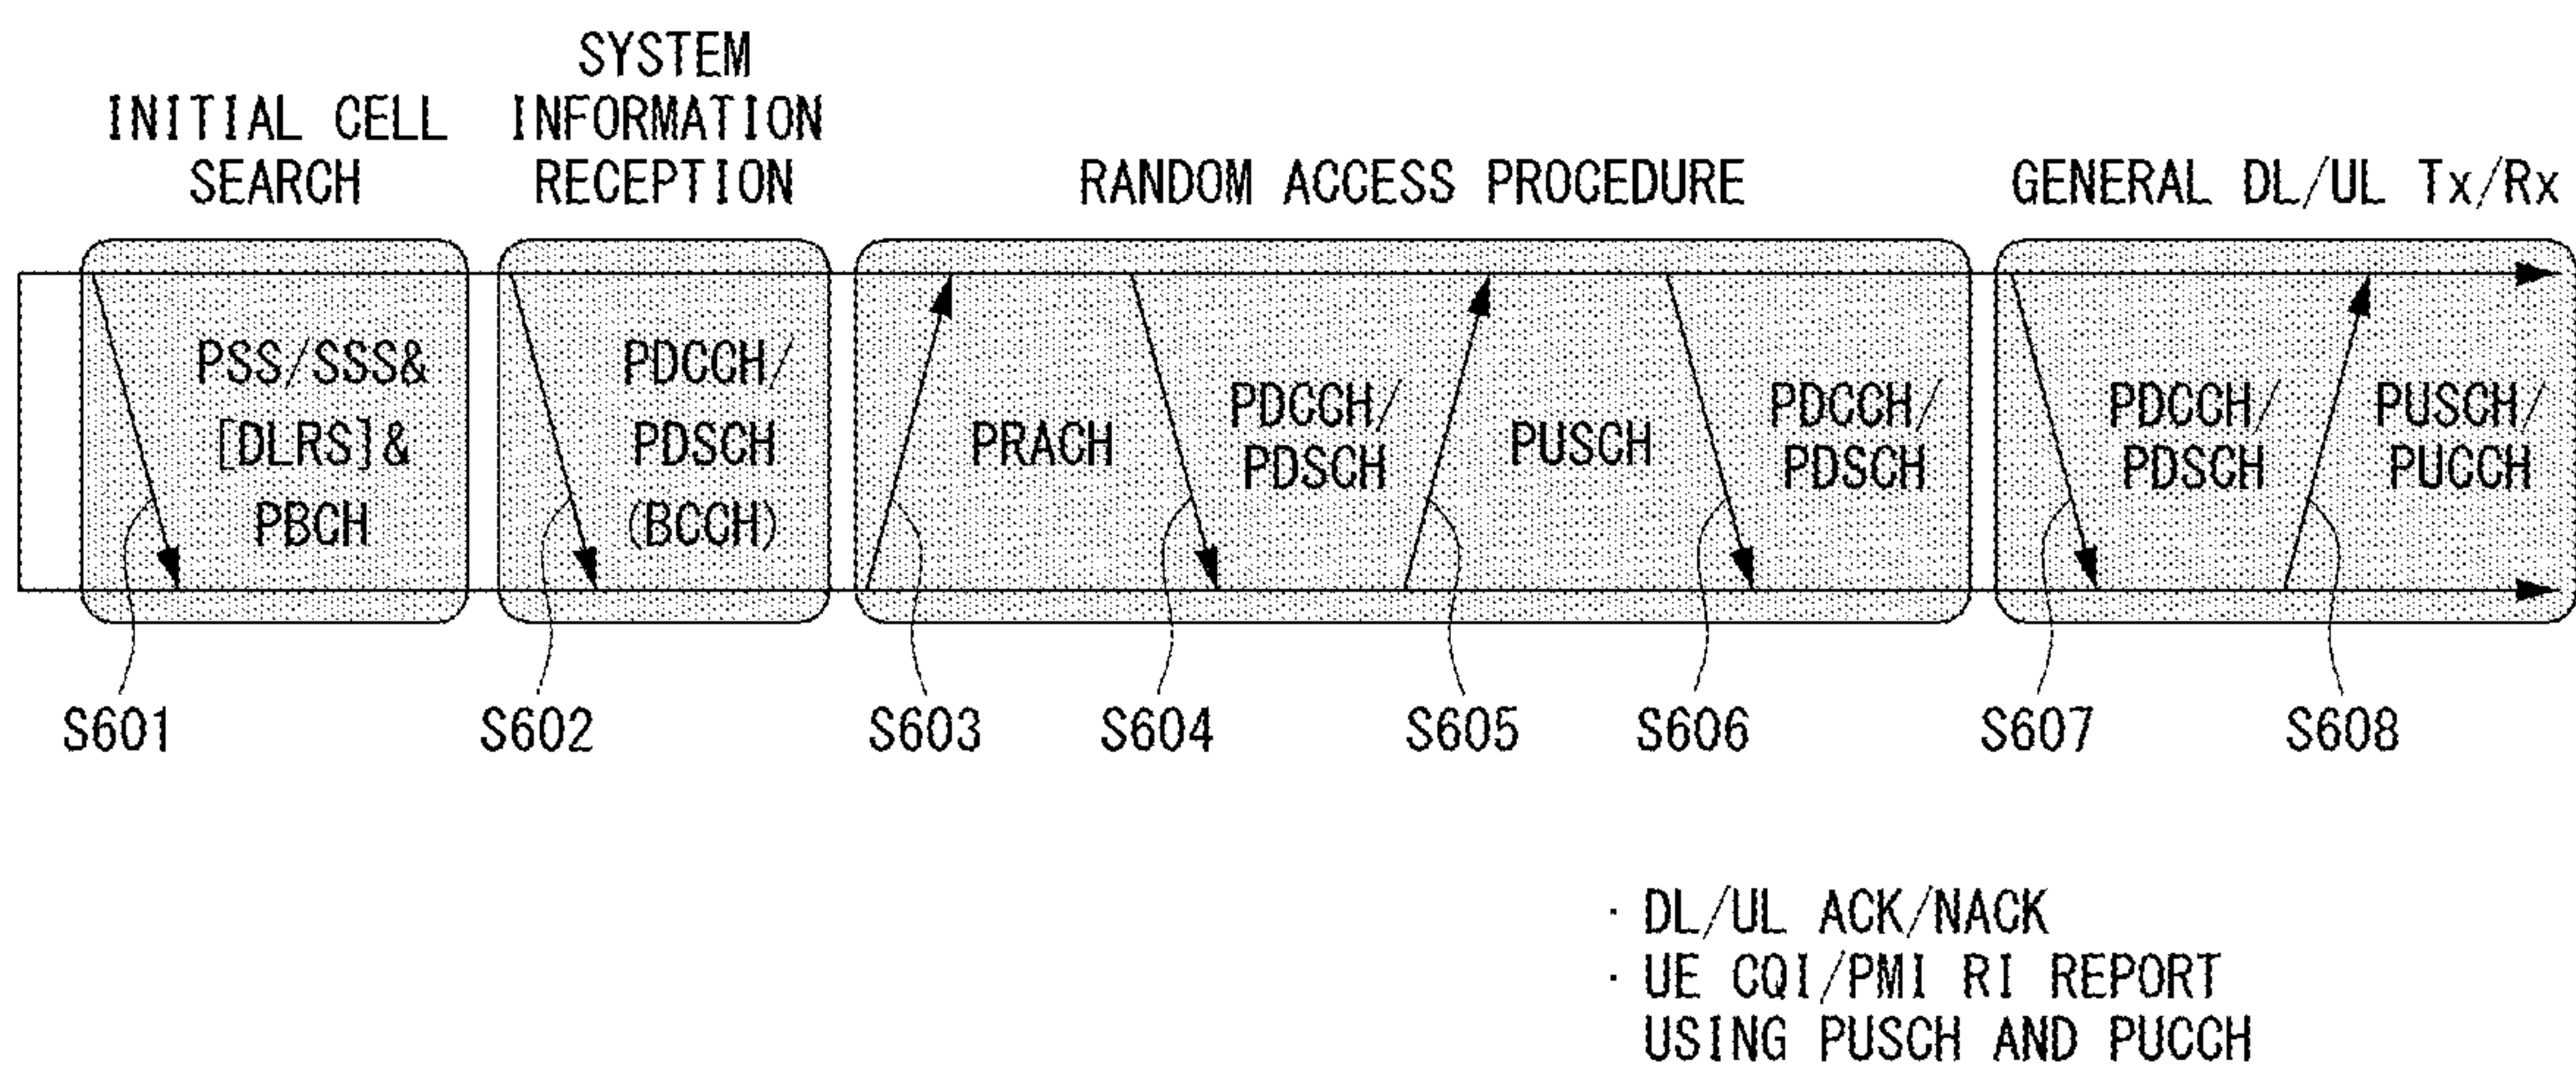 INITIAL CELL
SEARCH
SYSTEM
INFORMATION
RECEPTION
RANDOM ACCESS PROCEDURE
GENERAL DL/UL Tx/Rx
PSS/SSS&
[DLRS]&
PBCH
PDCCH/
PDSCH
(BCCH)
PRACH
PDCCH/
PDSCH
PUSCH
PDCCH/
PDSCH
PDCCH/
PDSCH
PUSCH/
PUCCH
S601
S602
S603
S604
S605
S606
S607
S608
· DL/UL ACK/NACK
· UE CQI/PMI RI REPORT
USING PUSCH AND PUCCH